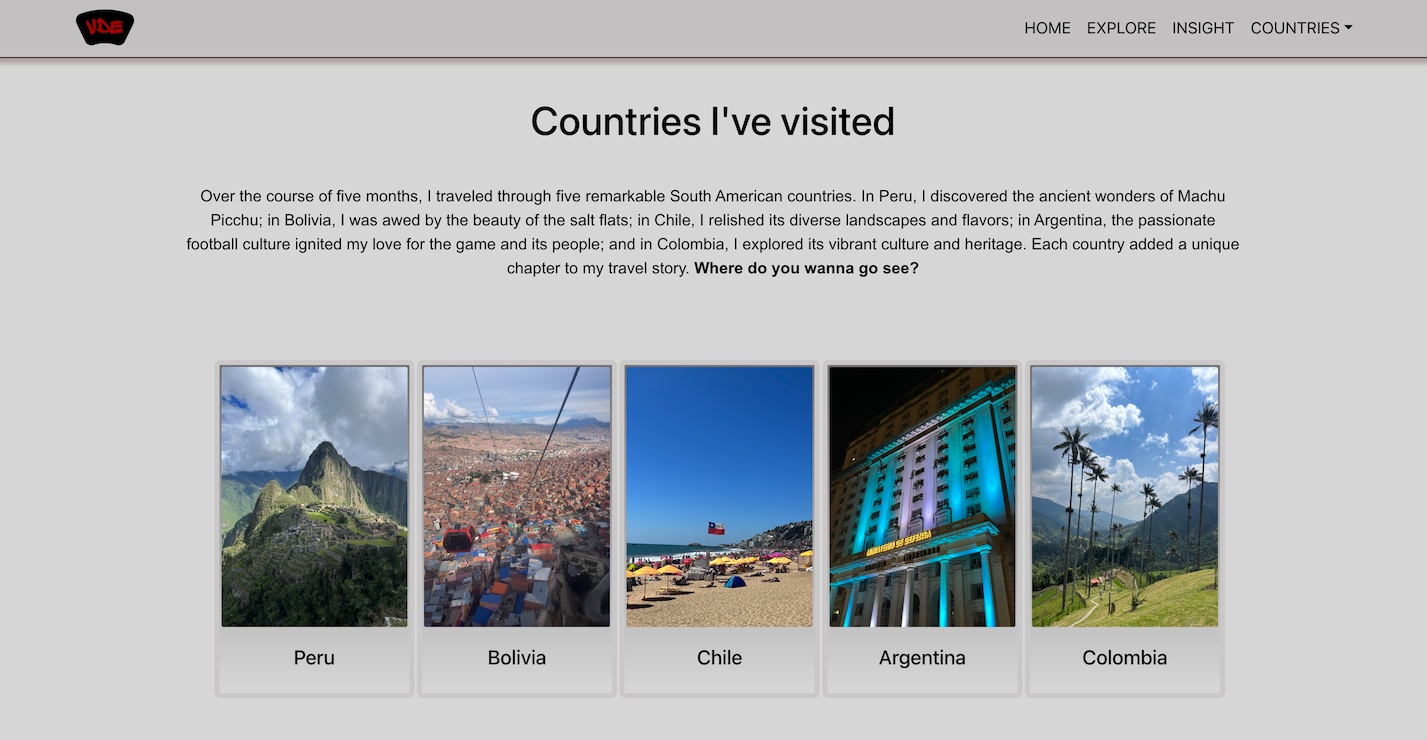 VDE
HOME EXPLORE INSIGHT COUNTRIES
Countries I've visited
Over the course of five months, I traveled through five remarkable South American countries. In Peru, I discovered the ancient wonders of Machu
Picchu; in Bolivia, I was awed by the beauty of the salt flats; in Chile, I relished its diverse landscapes and flavors; in Argentina, the passionate
football culture ignited my love for the game and its people; and in Colombia, I explored its vibrant culture and heritage. Each country added a unique
chapter to my travel story. Where do you wanna go see?
Peru
Bolivia
Chile
Argentina
Colombia